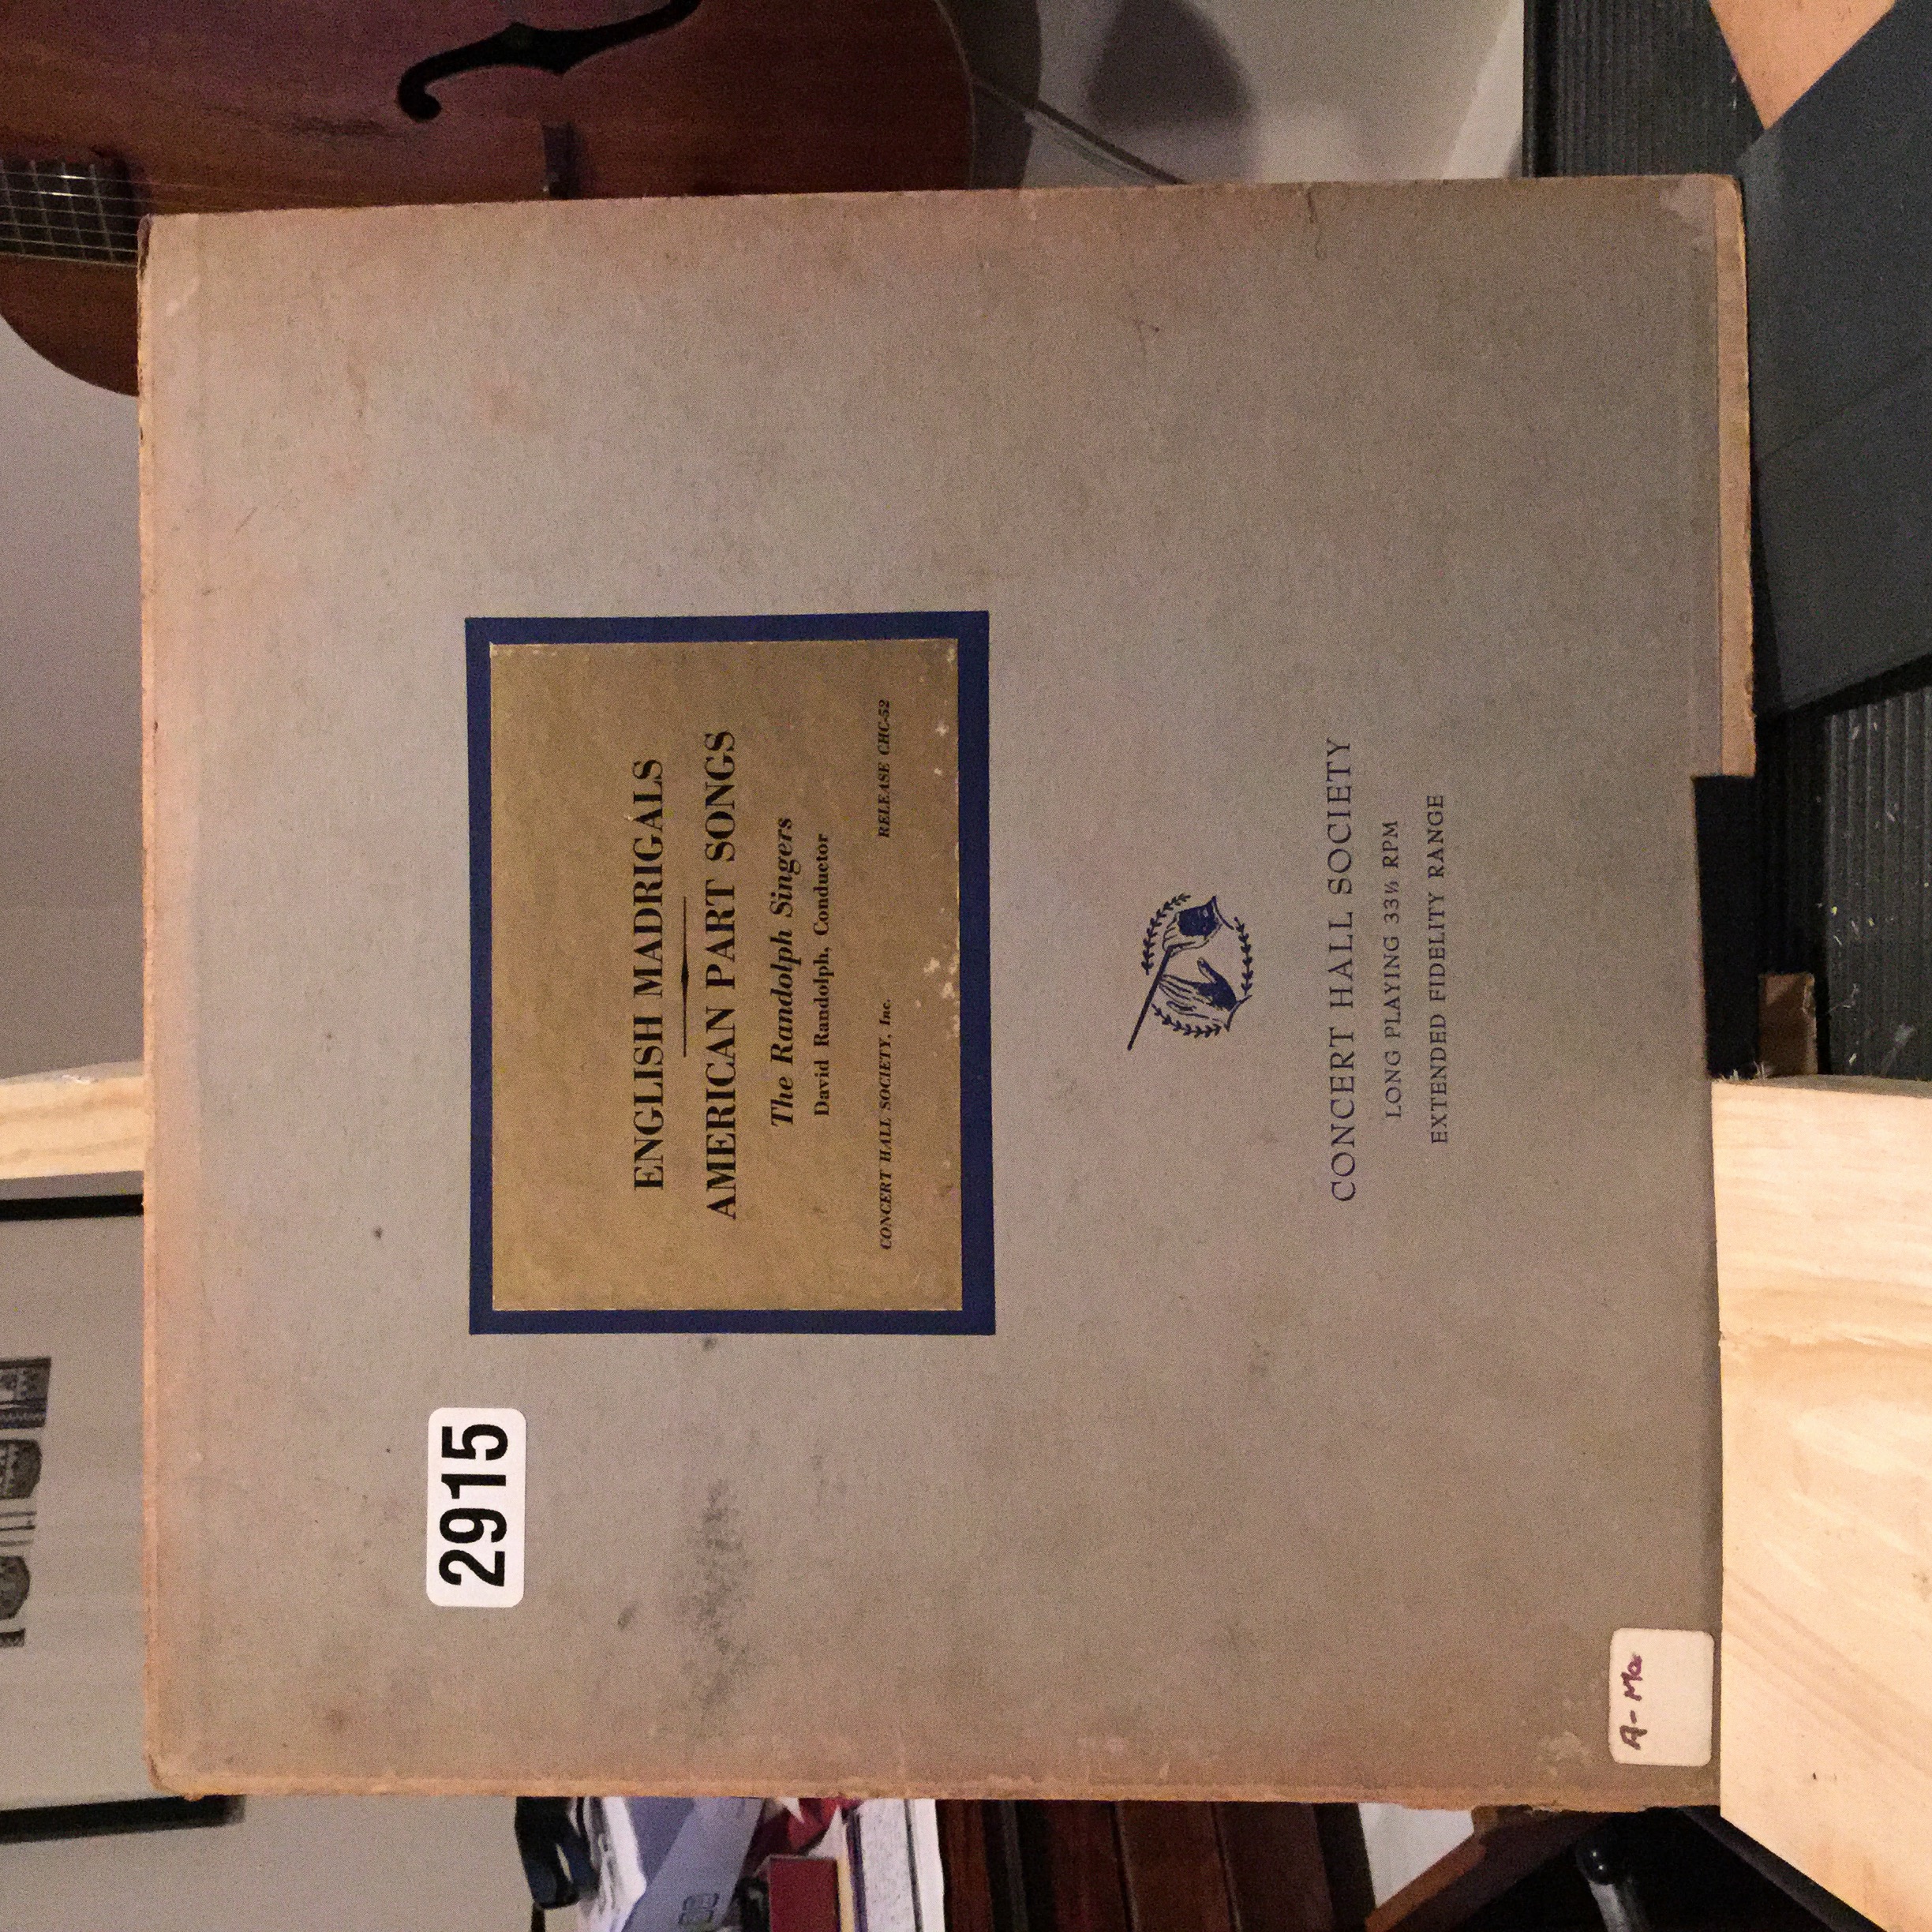 2915
ENGLISH MADRIGALS
AMERICAN PART SONGS
The Randolph Singers
David Randolph, Conductor
CONCERT HALL SOCIETY, Inc. RELEASE CHC-52
CONCERT HALL SOCIETY
LONG PLAYING 33⅓ RPM
EXTENDED FIDELITY RANGE
A-Ma